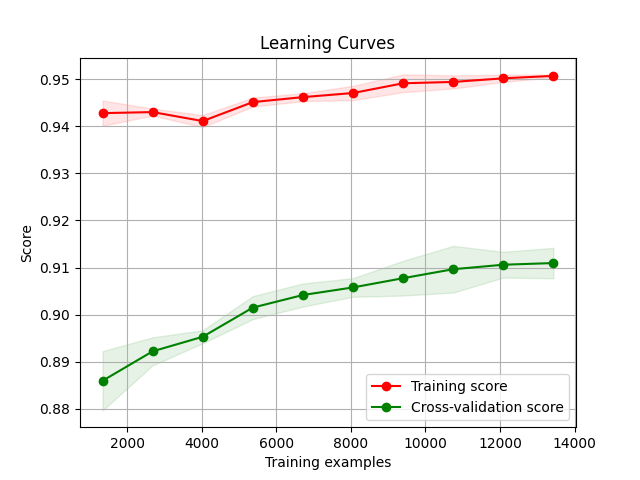 Learning Curves
0.95
0.94
0.93
0.92
0.91
0.90
0.89
0.88
Score
Training score
Cross-validation score
2000 4000 6000 8000 10000 12000 14000
Training examples